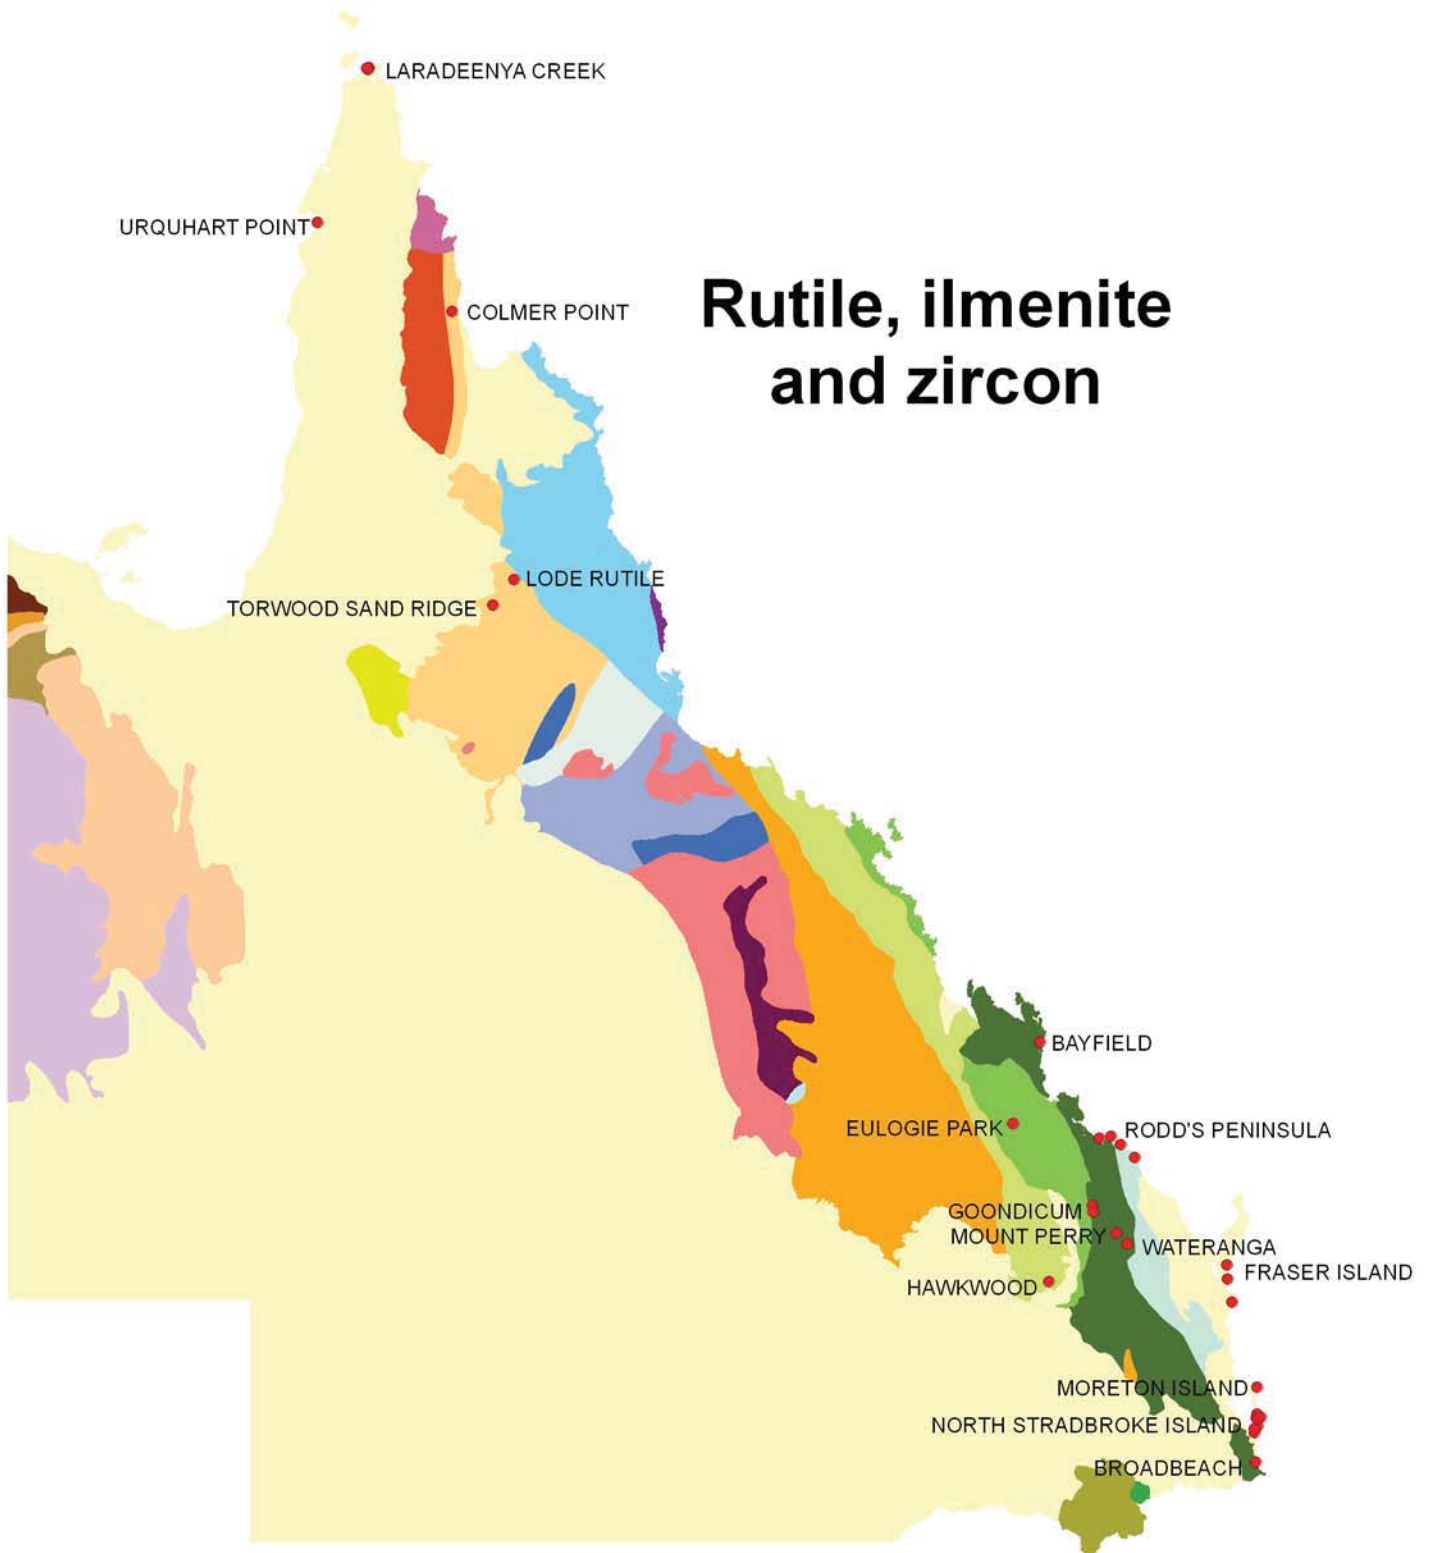 LARADEENYA CREEK
URQUHART POINT
Rutile, ilmenite
and zircon
COLMER POINT
LODE RUTILE
TORWOOD SAND RIDGE
BAYFIELD
EULOGIE PARK
RODD'S PENINSULA
GOONDICUM
MOUNT PERRY
WATERANGA
FRASER ISLAND
HAWKWOOD
MORETON ISLAND
NORTH STRADBROKE ISLAND
BROADBEACH